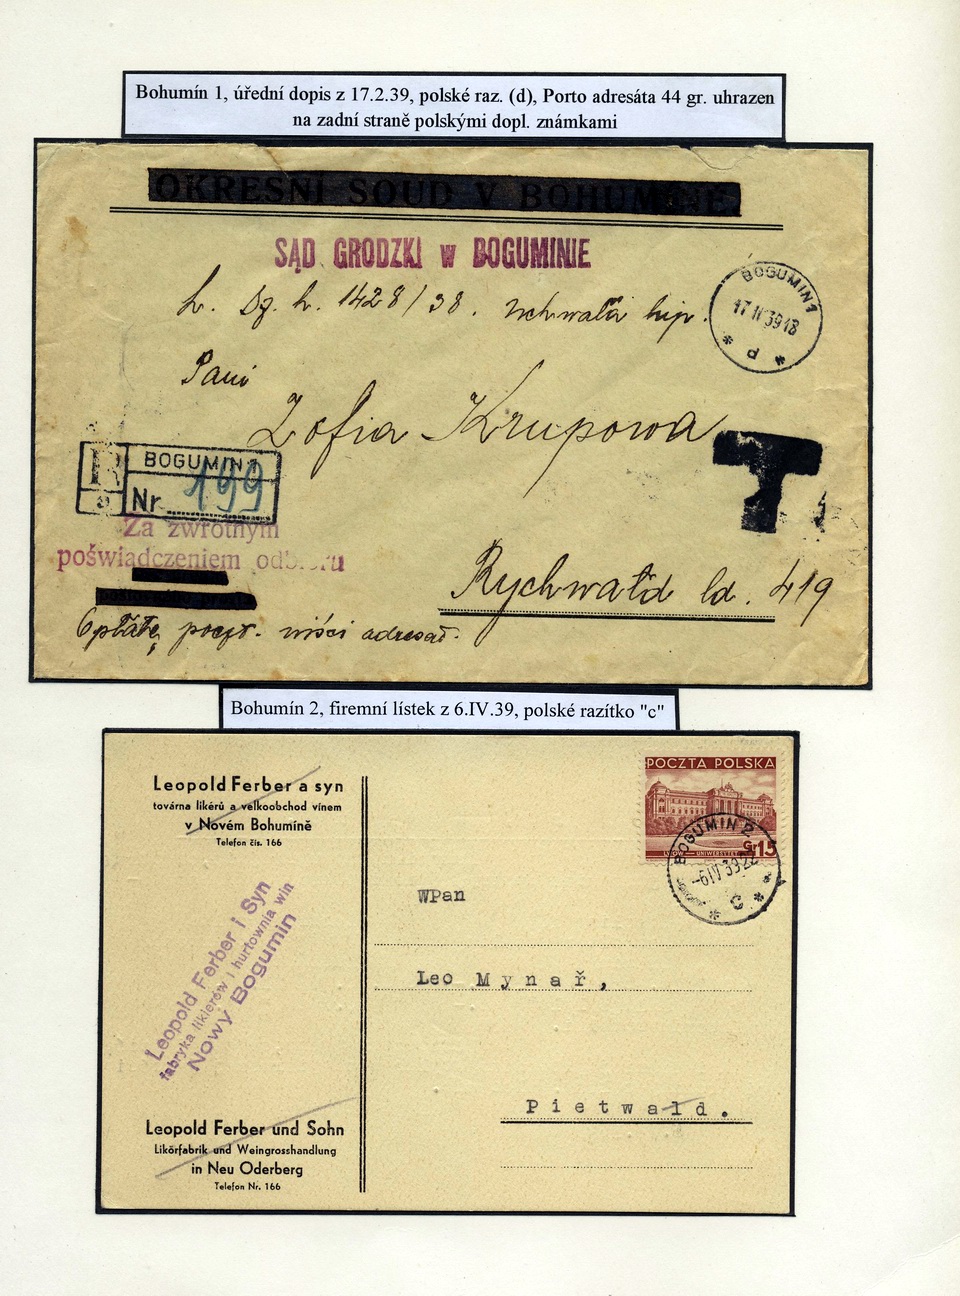 Bohumín 1, úřední dopis z 17.2.39, polské raz. (d), Porto adresáta 44 gr. uhrazen
na zadní straně polskými dopl. známkami
OKRESNÍ SOUD V BOHUMÍNĚ
SĄD GRODZKI w BOGUMINIE
L. Dz. h. 1428/38. Uchwała hip.
BOGUMIN 1
17 II 39 18
* d *
Pani
Zofia Krupowa
T
R
BOGUMIN 1
a
Nr. 199
Za zwrotnym
poświadczeniem odbioru
Rychwałd ld. 419
Opłatę poczt. uiści adresat.
Bohumín 2, firemní lístek z 6.IV.39, polské razítko "c"
Leopold Ferber a syn
továrna likérů a velkoobchod vínem
v Novém Bohumíně
Telefon čís. 166
POCZTA POLSKA
LWÓW — UNIWERSYTET
Gr 15
BOGUMIN 2
-6 IV 39 22
* c *
Leopold Ferber i Syn
fabryka likierów i hurtownia win
Nowy Bogumin
WPan
Leo Mynař,
Pietwald.
Leopold Ferber und Sohn
Likörfabrik und Weingrosshandlung
in Neu Oderberg
Telefon Nr. 166